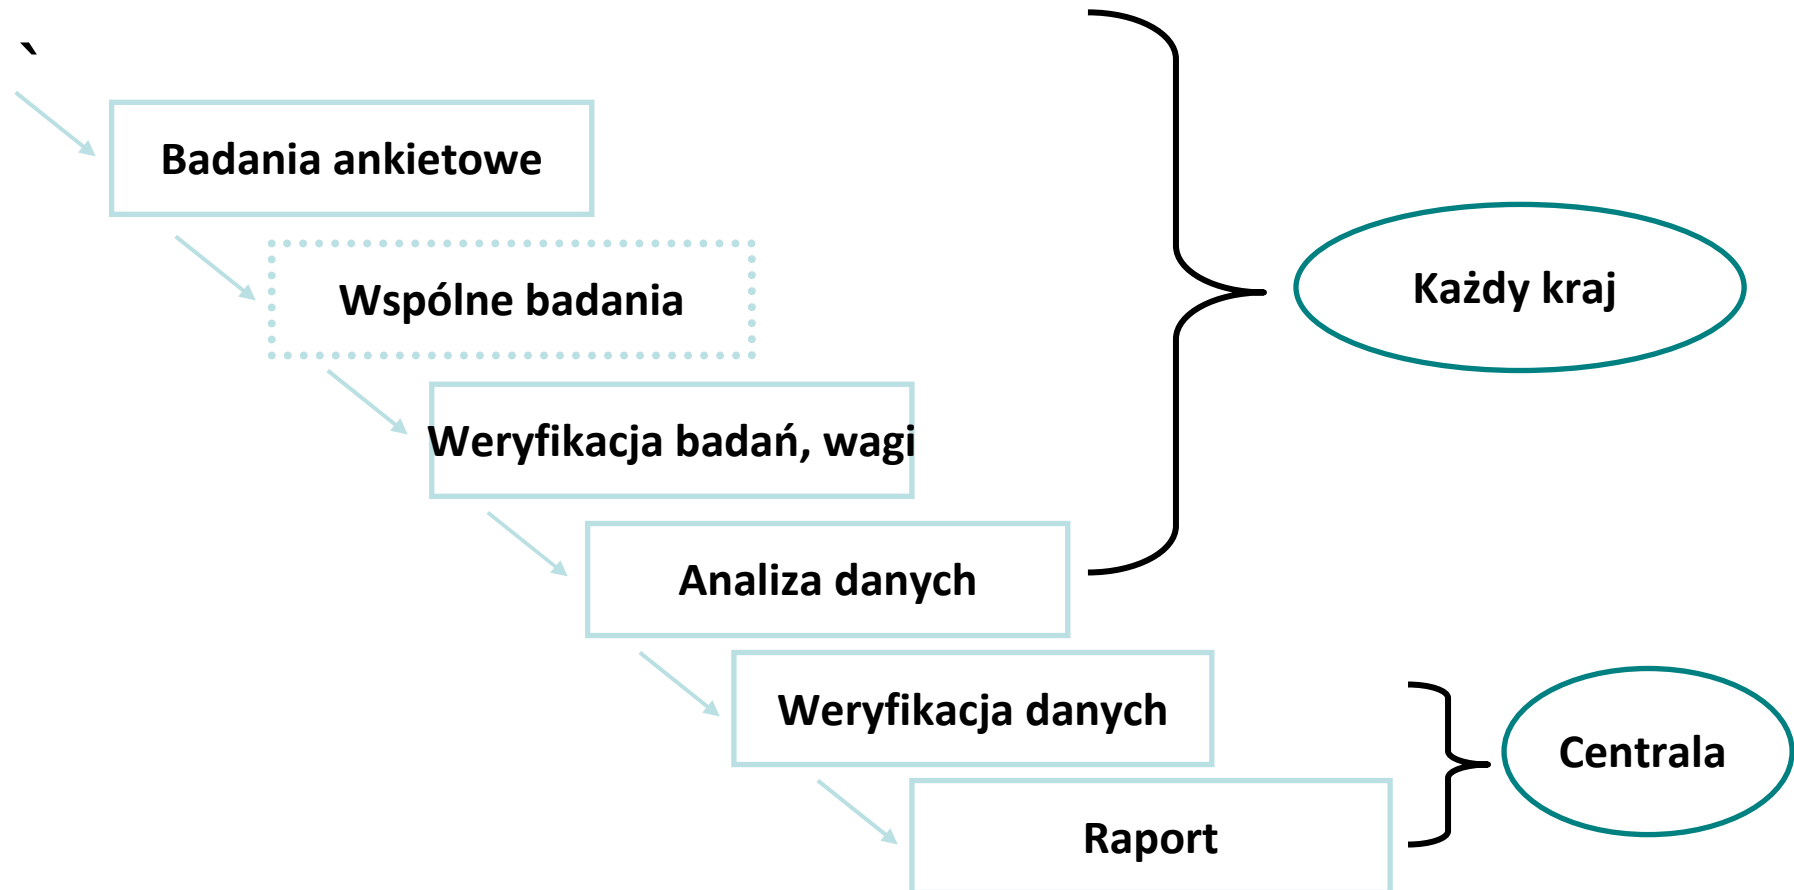 `
Badania ankietowe
Wspólne badania
Każdy kraj
Weryfikacja badań, wagi
Analiza danych
Weryfikacja danych
Centrala
Raport